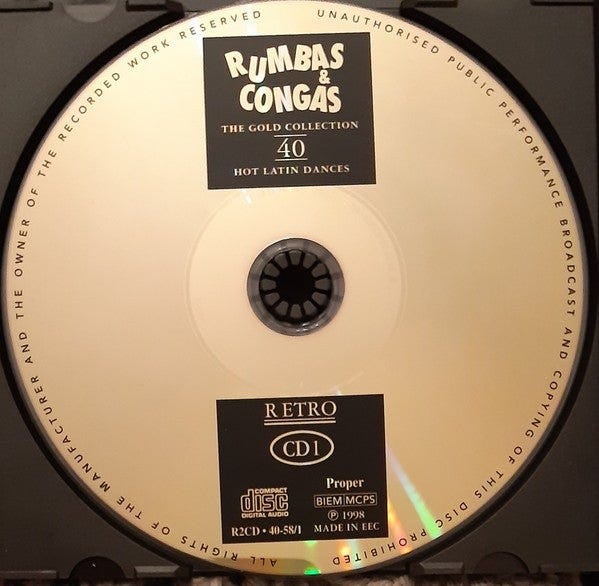 RUMBAS
&
CONGAS
THE GOLD COLLECTION
40
HOT LATIN DANCES
RETRO
CD1
COMPACT
disc
DIGITAL AUDIO
R2CD • 40-58/1
Proper
BIEM MCPS
℗ 1998
MADE IN EEC
ALL RIGHTS OF THE MANUFACTURER AND THE OWNER OF THE RECORDED WORK RESERVED
UNAUTHORISED PUBLIC PERFORMANCE BROADCAST AND COPYING OF THIS DISC PROHIBITED